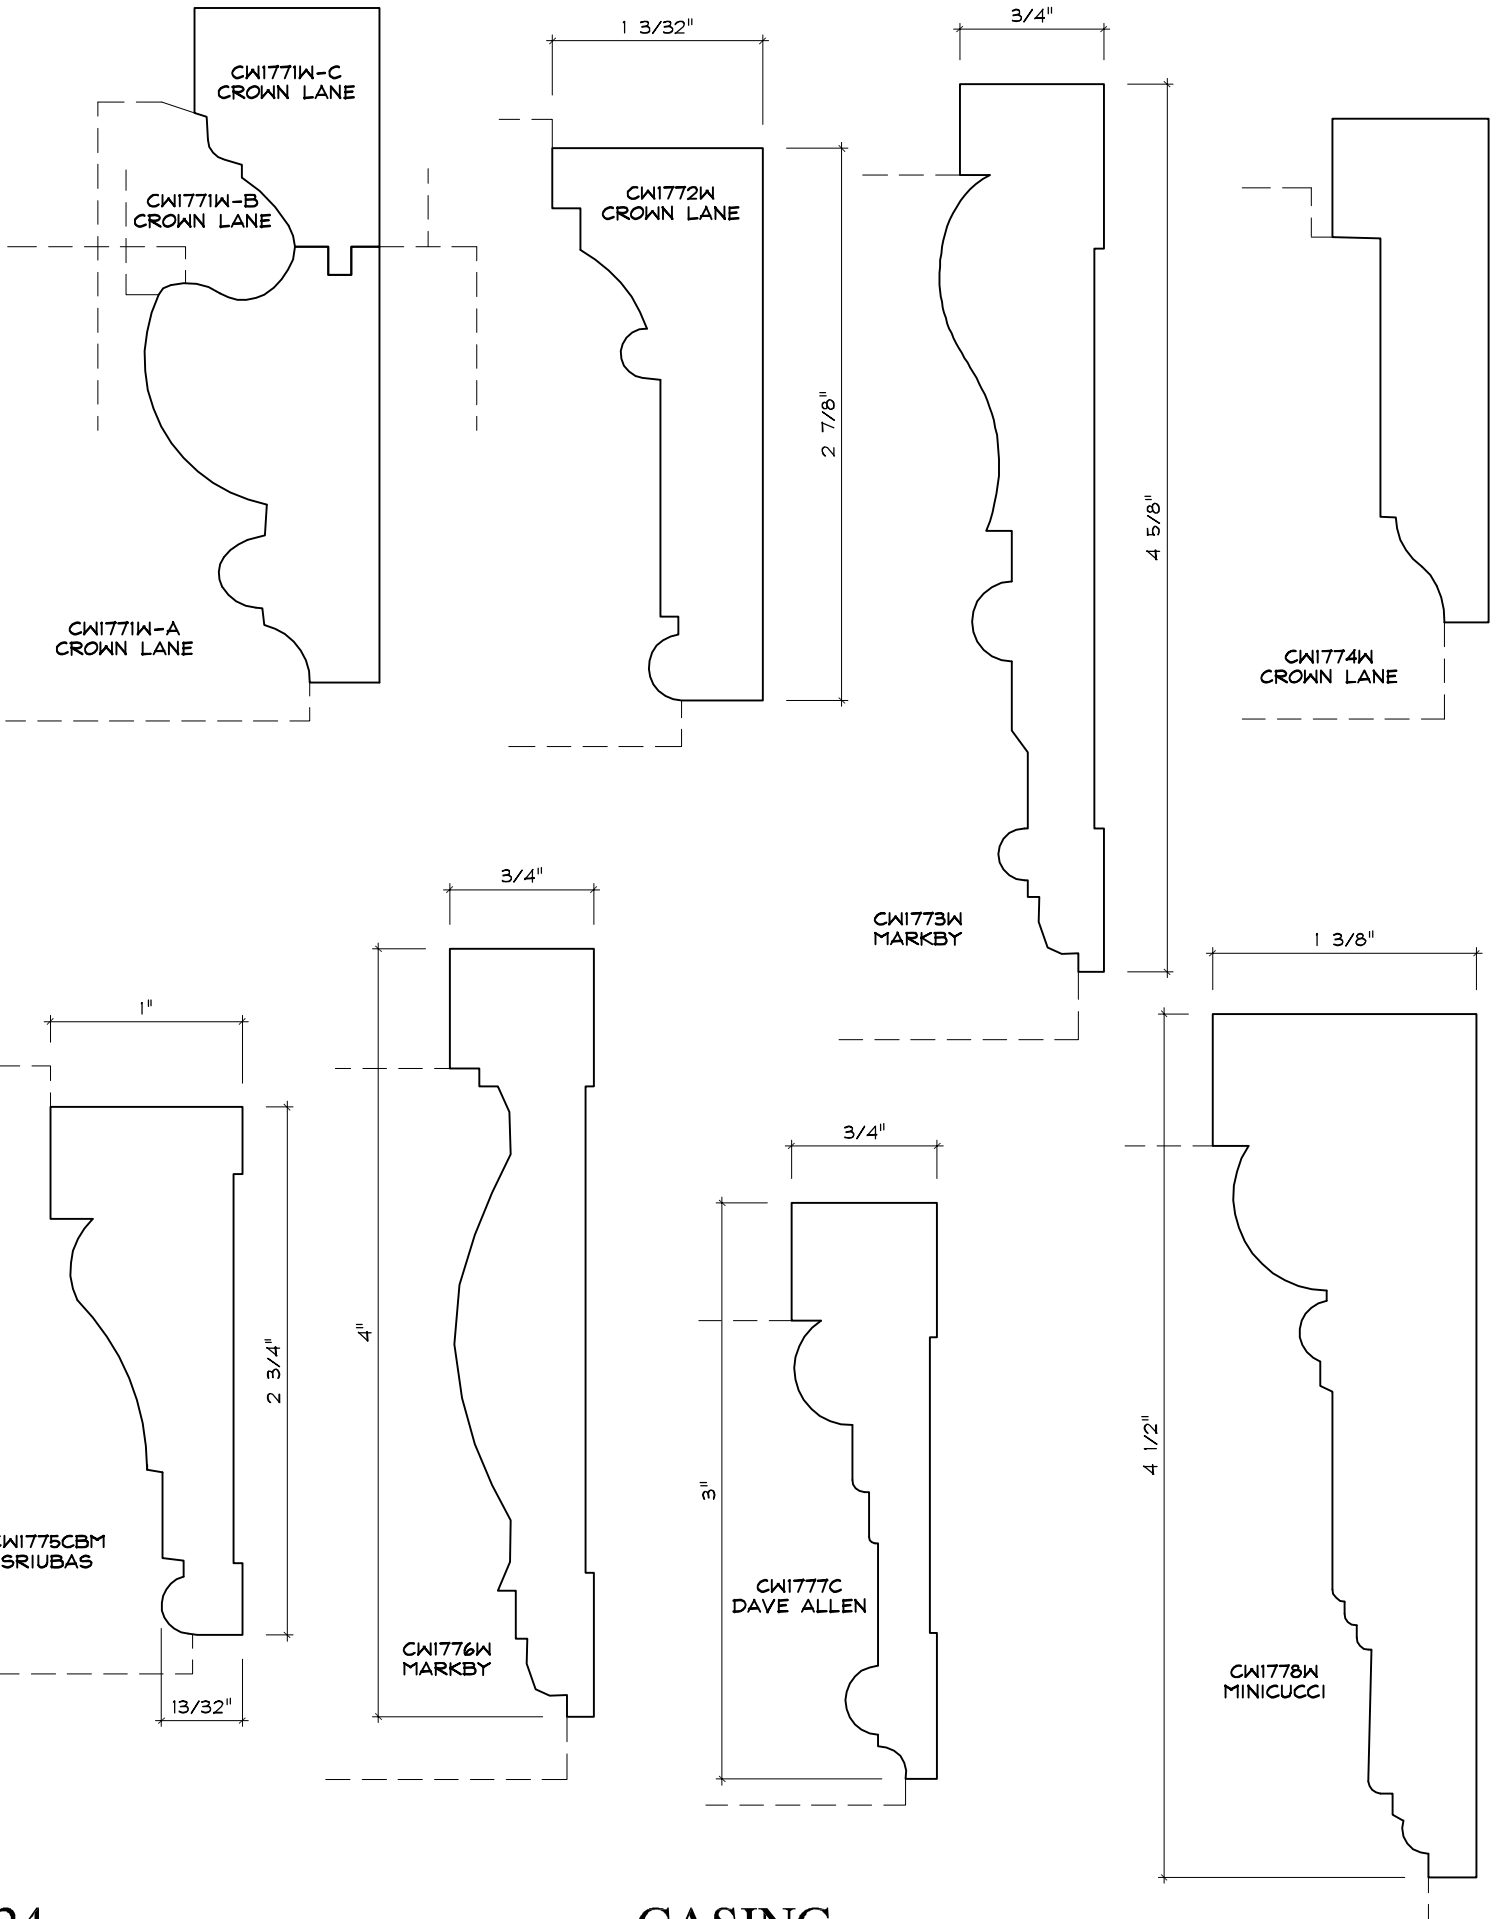 CW1771W-C
CROWN LANE
CW1771W-B
CROWN LANE
CW1771W-A
CROWN LANE
1 3/32"
CW1772W
CROWN LANE
2 7/8"
3/4"
4 5/8"
CW1773W
MARKBY
CW1774W
CROWN LANE
1"
2 3/4"
W1775CBM
SRIUBAS
13/32"
3/4"
4"
CW1776W
MARKBY
3/4"
3"
CW1777C
DAVE ALLEN
1 3/8"
4 1/2"
CW1778W
MINICUCCI
CASING